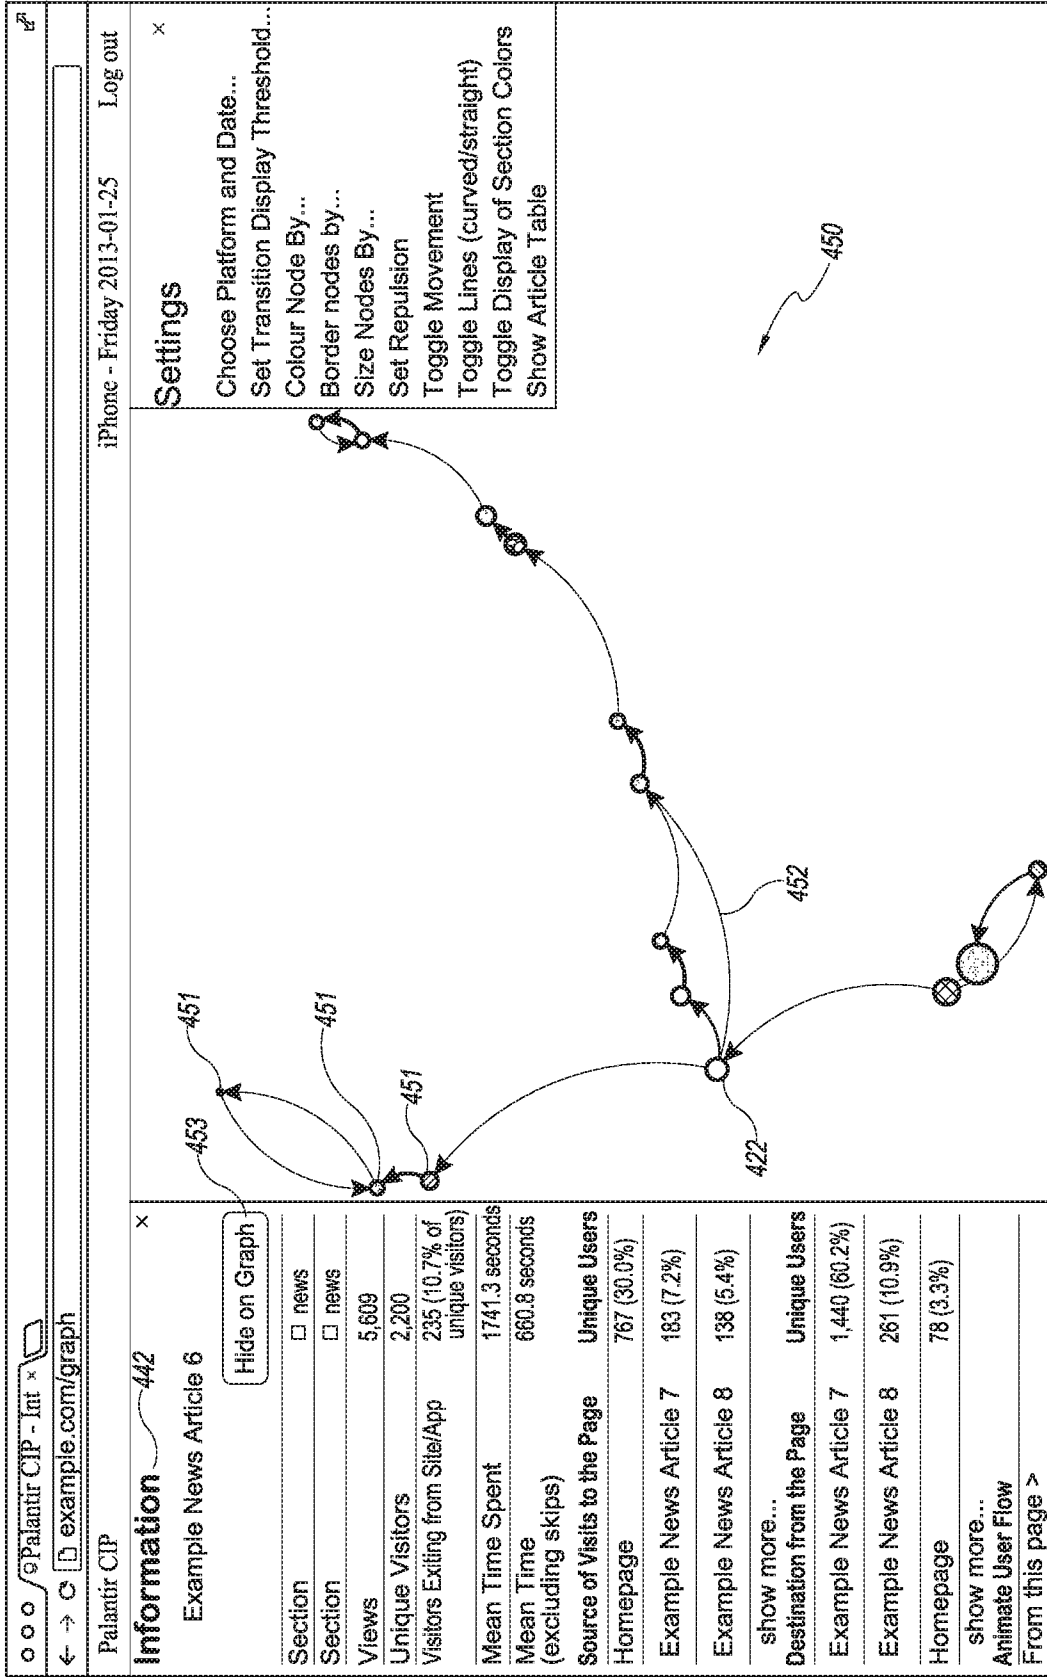 Palantir CIP - Int ×
example.com/graph
Palantir CIP
iPhone - Friday 2013-01-25
Log out
Information
442
×
Example News Article 6
Hide on Graph
453
Section □ news
Section □ news
Views 5,609
Unique Visitors 2,200
Visitors Exiting from Site/App 235 (10.7% of
unique visitors)
Mean Time Spent 1741.3 seconds
Mean Time 660.8 seconds
(excluding skips)
Source of Visits to the Page Unique Users
Homepage 767 (30.0%)
Example News Article 7 183 (7.2%)
Example News Article 8 138 (5.4%)
show more...
Destination from the Page Unique Users
Example News Article 7 1,440 (60.2%)
Example News Article 8 261 (10.9%)
Homepage 78 (3.3%)
show more...
Animate User Flow
From this page >
451
451
451
422
452
450
Settings
×
Choose Platform and Date...
Set Transition Display Threshold...
Colour Node By...
Border nodes by...
Size Nodes By...
Set Repulsion
Toggle Movement
Toggle Lines (curved/straight)
Toggle Display of Section Colors
Show Article Table